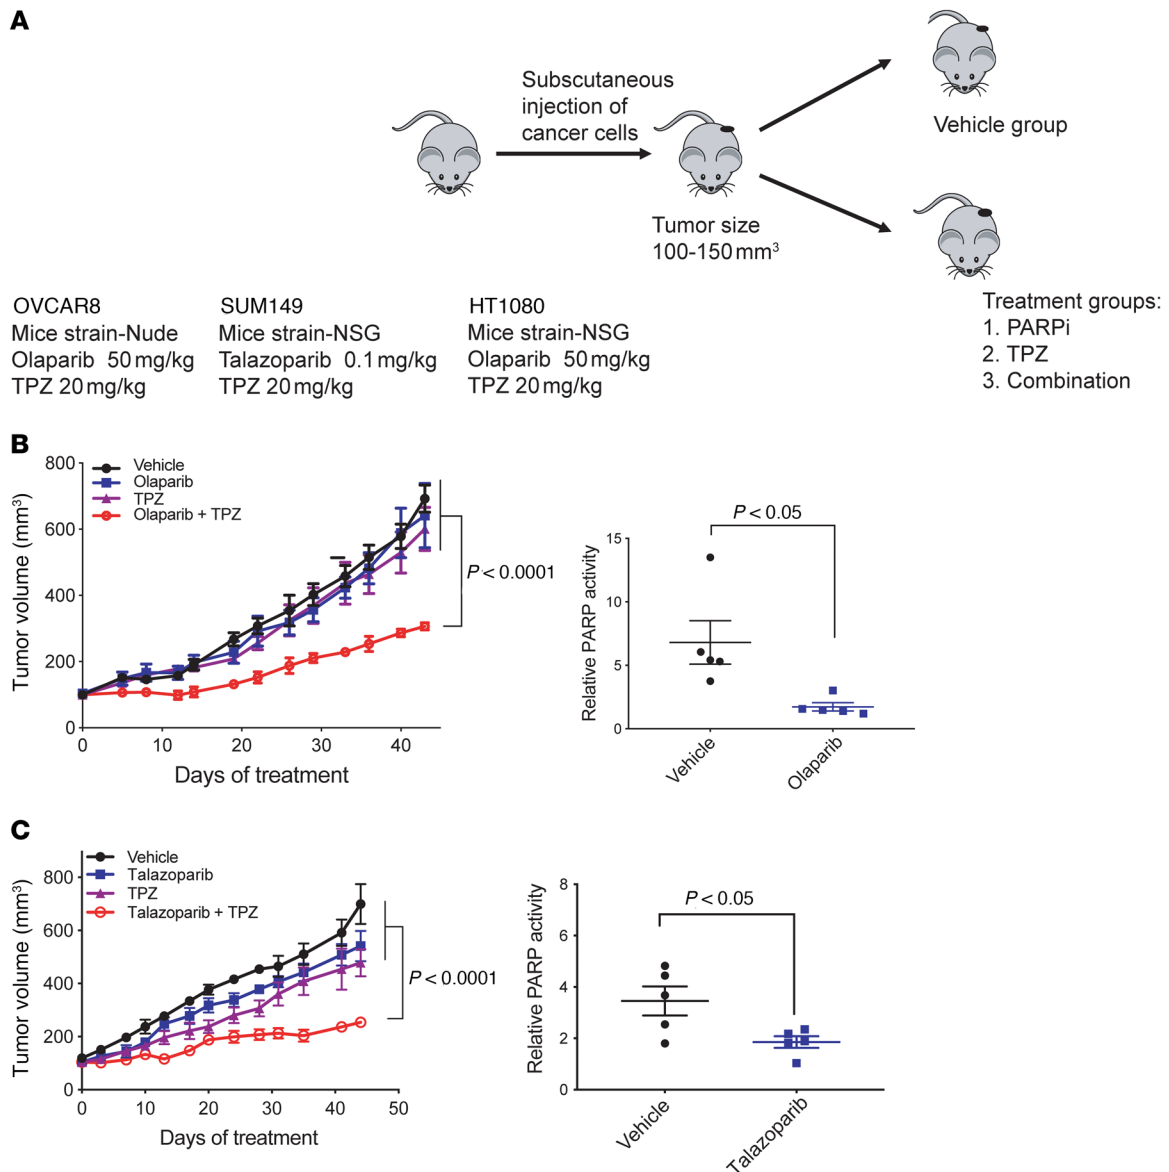 A
Subscutaneous
injection of
cancer cells
Vehicle group
Tumor size
100-150 mm³
OVCAR8
Mice strain-Nude
Olaparib 50 mg/kg
TPZ 20 mg/kg
SUM149
Mice strain-NSG
Talazoparib 0.1 mg/kg
TPZ 20 mg/kg
HT1080
Mice strain-NSG
Olaparib 50 mg/kg
TPZ 20 mg/kg
Treatment groups:
1. PARPi
2. TPZ
3. Combination
B
Tumor volume (mm³)
800
600
400
200
0
Vehicle
Olaparib
TPZ
Olaparib + TPZ
P < 0.0001
0 10 20 30 40
Days of treatment
Relative PARP activity
15
10
5
0
P < 0.05
Vehicle
Olaparib
C
Tumor volume (mm³)
800
600
400
200
0
Vehicle
Talazoparib
TPZ
Talazoparib + TPZ
P < 0.0001
0 10 20 30 40 50
Days of treatment
Relative PARP activity
8
6
4
2
0
P < 0.05
Vehicle
Talazoparib